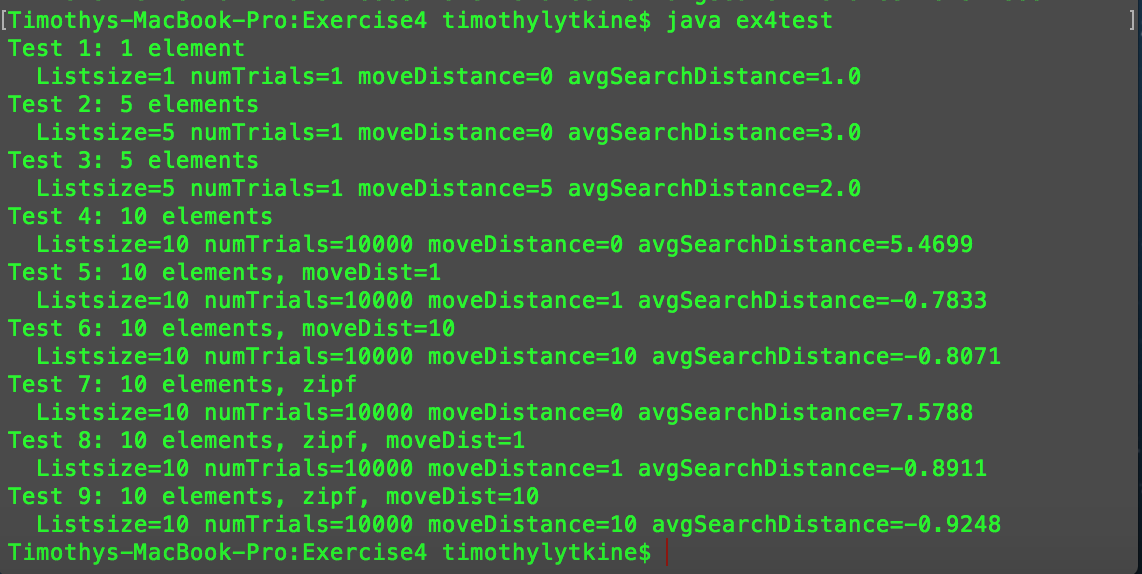 [Timothys-MacBook-Pro:Exercise4 timothylytkine$ java ex4test ]
Test 1: 1 element
  Listsize=1 numTrials=1 moveDistance=0 avgSearchDistance=1.0
Test 2: 5 elements
  Listsize=5 numTrials=1 moveDistance=0 avgSearchDistance=3.0
Test 3: 5 elements
  Listsize=5 numTrials=1 moveDistance=5 avgSearchDistance=2.0
Test 4: 10 elements
  Listsize=10 numTrials=10000 moveDistance=0 avgSearchDistance=5.4699
Test 5: 10 elements, moveDist=1
  Listsize=10 numTrials=10000 moveDistance=1 avgSearchDistance=-0.7833
Test 6: 10 elements, moveDist=10
  Listsize=10 numTrials=10000 moveDistance=10 avgSearchDistance=-0.8071
Test 7: 10 elements, zipf
  Listsize=10 numTrials=10000 moveDistance=0 avgSearchDistance=7.5788
Test 8: 10 elements, zipf, moveDist=1
  Listsize=10 numTrials=10000 moveDistance=1 avgSearchDistance=-0.8911
Test 9: 10 elements, zipf, moveDist=10
  Listsize=10 numTrials=10000 moveDistance=10 avgSearchDistance=-0.9248
Timothys-MacBook-Pro:Exercise4 timothylytkine$